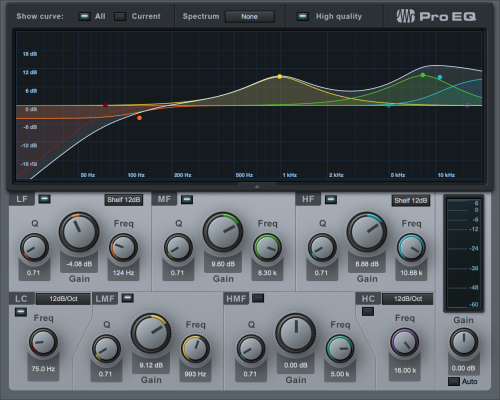 Show curve: All Current Spectrum None High quality Pro EQ
18 dB
12 dB
6 dB
0 dB
-6 dB
-12 dB
-18 dB
50 Hz 100 Hz 200 Hz 500 Hz 1 kHz 2 kHz 5 kHz 10 kHz
LF Shelf 12dB MF HF Shelf 12dB
Q Freq Q Freq Q Freq
0.71 -4.08 dB 124 Hz 0.71 9.60 dB 8.30 k 0.71 8.88 dB 10.68 k
Gain Gain Gain
LC 12dB/Oct LMF HMF HC 12dB/Oct
Freq Q Freq Q Freq Freq
75.0 Hz 0.71 9.12 dB 993 Hz 0.71 0.00 dB 5.00 k 16.00 k
Gain Gain
6
0
-6
-12
-24
-36
-48
-60
Gain
0.00 dB
Auto